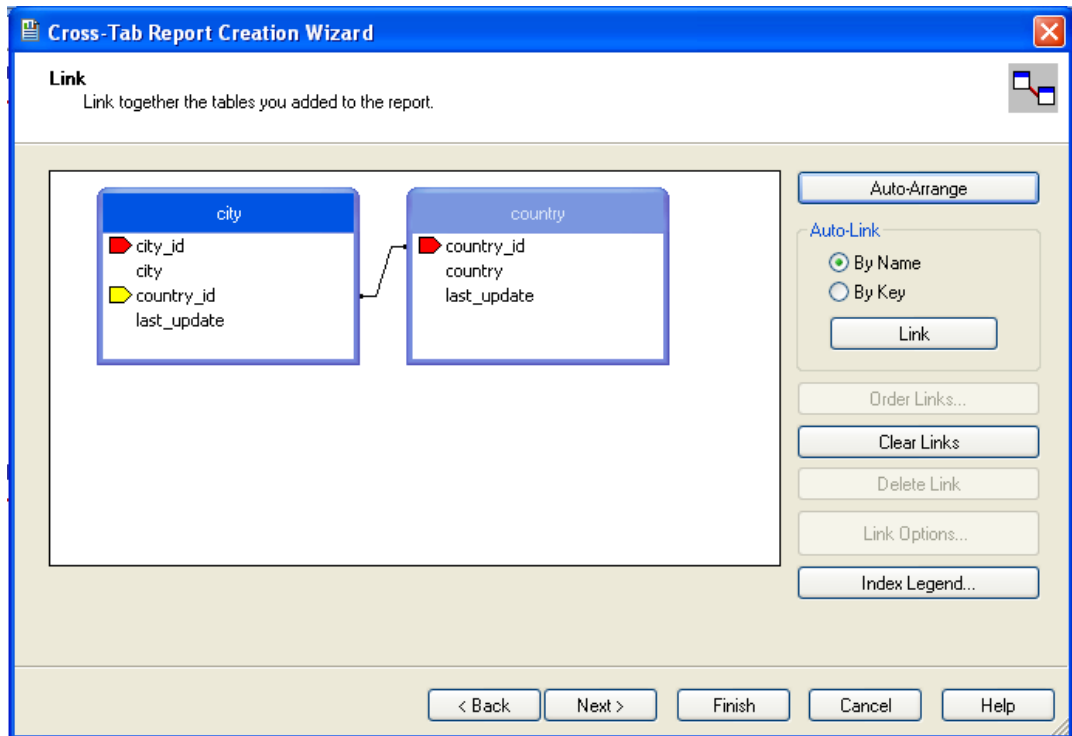 Cross-Tab Report Creation Wizard
Link
Link together the tables you added to the report.
city
city_id
city
country_id
last_update
country
country_id
country
last_update
Auto-Arrange
Auto-Link
By Name
By Key
Link
Order Links...
Clear Links
Delete Link
Link Options...
Index Legend...
< Back
Next >
Finish
Cancel
Help